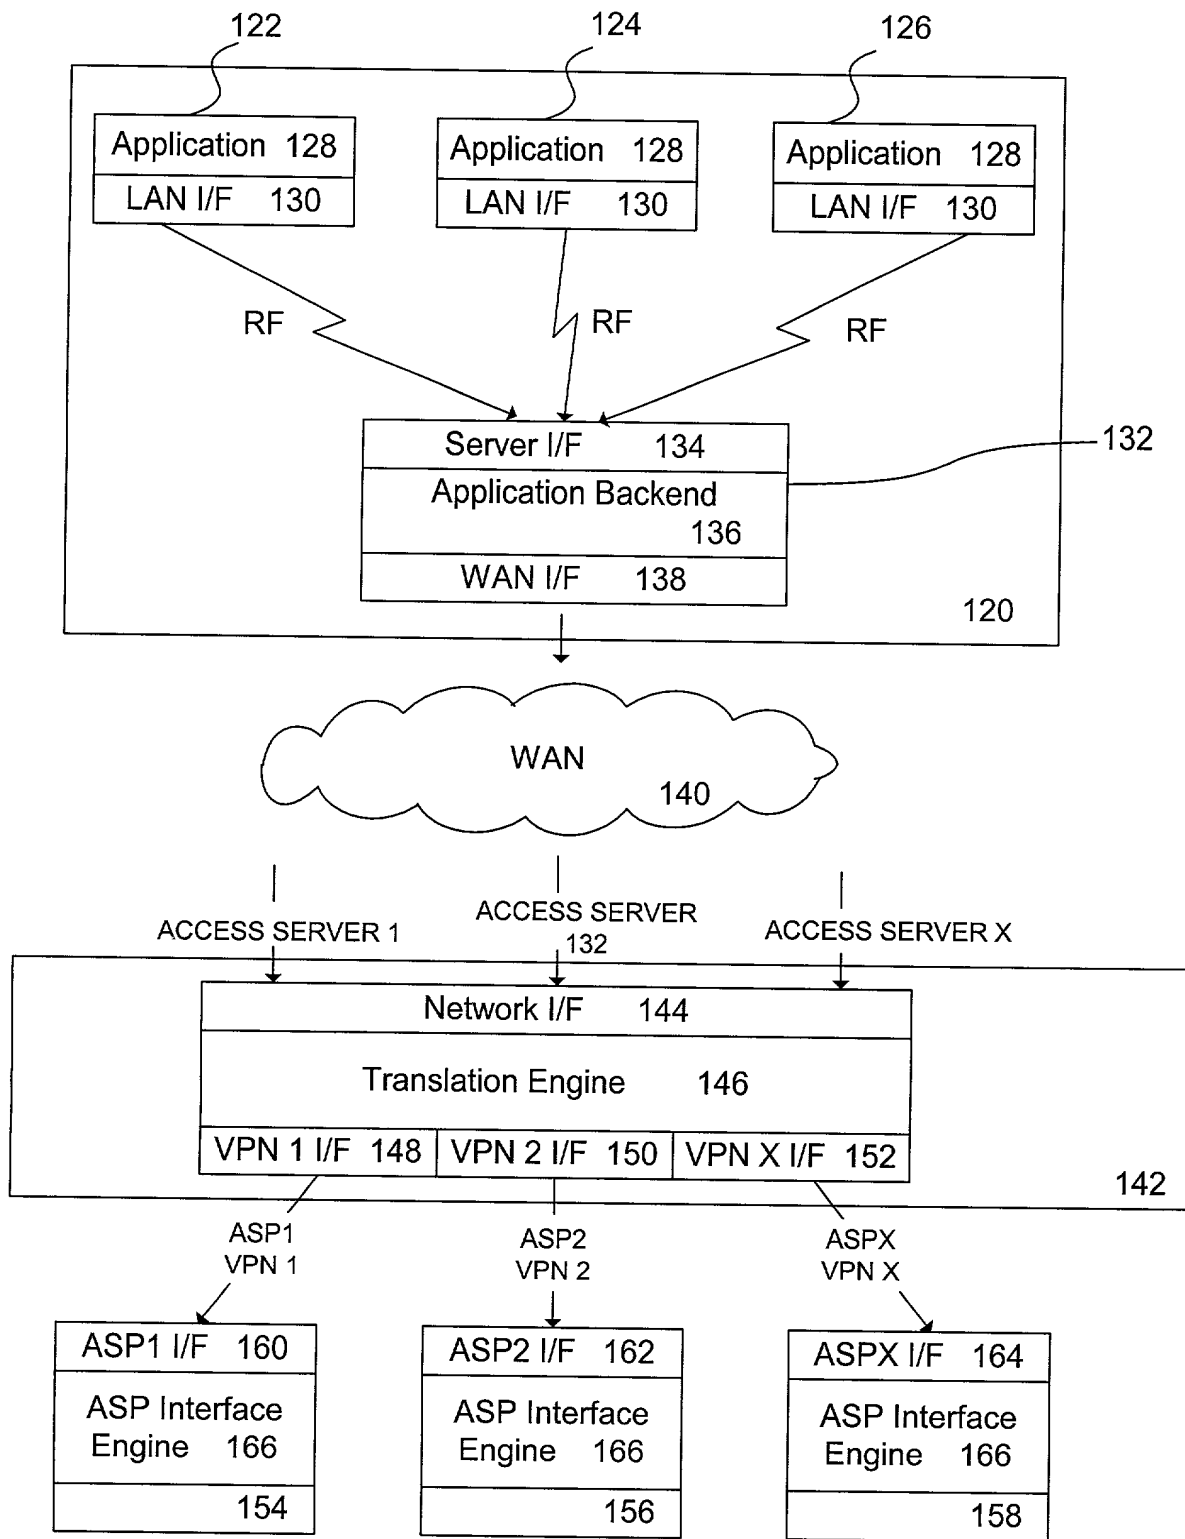 122
124
126
Application 128
LAN I/F 130
Application 128
LAN I/F 130
Application 128
LAN I/F 130
RF
RF
RF
Server I/F 134
132
Application Backend
136
WAN I/F 138
120
WAN
140
ACCESS SERVER 1
ACCESS SERVER
132
ACCESS SERVER X
Network I/F 144
Translation Engine 146
VPN 1 I/F 148
VPN 2 I/F 150
VPN X I/F 152
142
ASP1
VPN 1
ASP2
VPN 2
ASPX
VPN X
ASP1 I/F 160
ASP Interface
Engine 166
154
ASP2 I/F 162
ASP Interface
Engine 166
156
ASPX I/F 164
ASP Interface
Engine 166
158